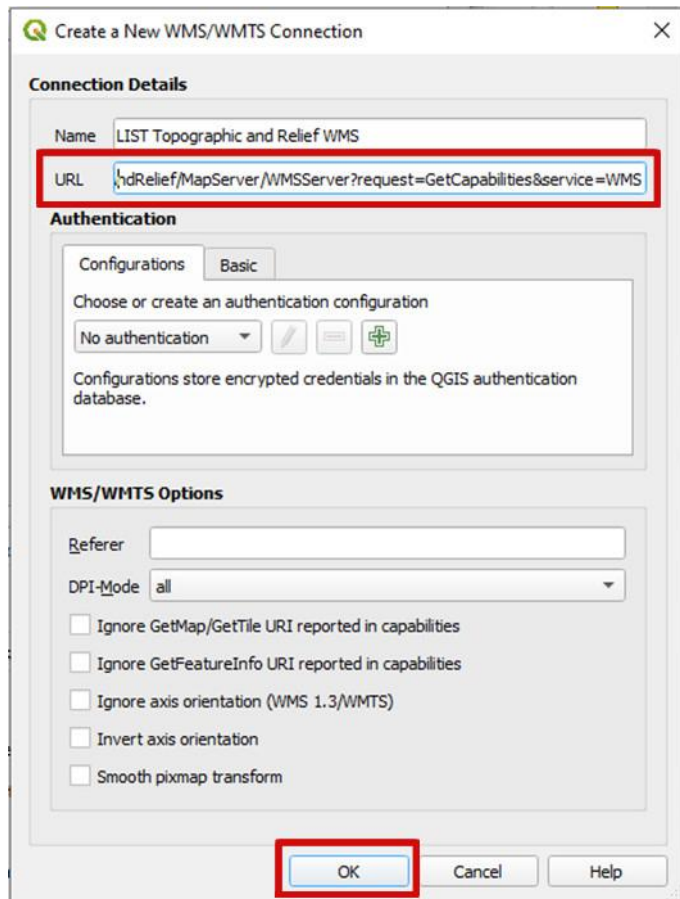 Create a New WMS/WMTS Connection
Connection Details
Name LIST Topographic and Relief WMS
URL ndRelief/MapServer/WMSServer?request=GetCapabilities&service=WMS
Authentication
Configurations Basic
Choose or create an authentication configuration
No authentication
Configurations store encrypted credentials in the QGIS authentication
database.
WMS/WMTS Options
Referer
DPI-Mode all
Ignore GetMap/GetTile URI reported in capabilities
Ignore GetFeatureInfo URI reported in capabilities
Ignore axis orientation (WMS 1.3/WMTS)
Invert axis orientation
Smooth pixmap transform
OK Cancel Help